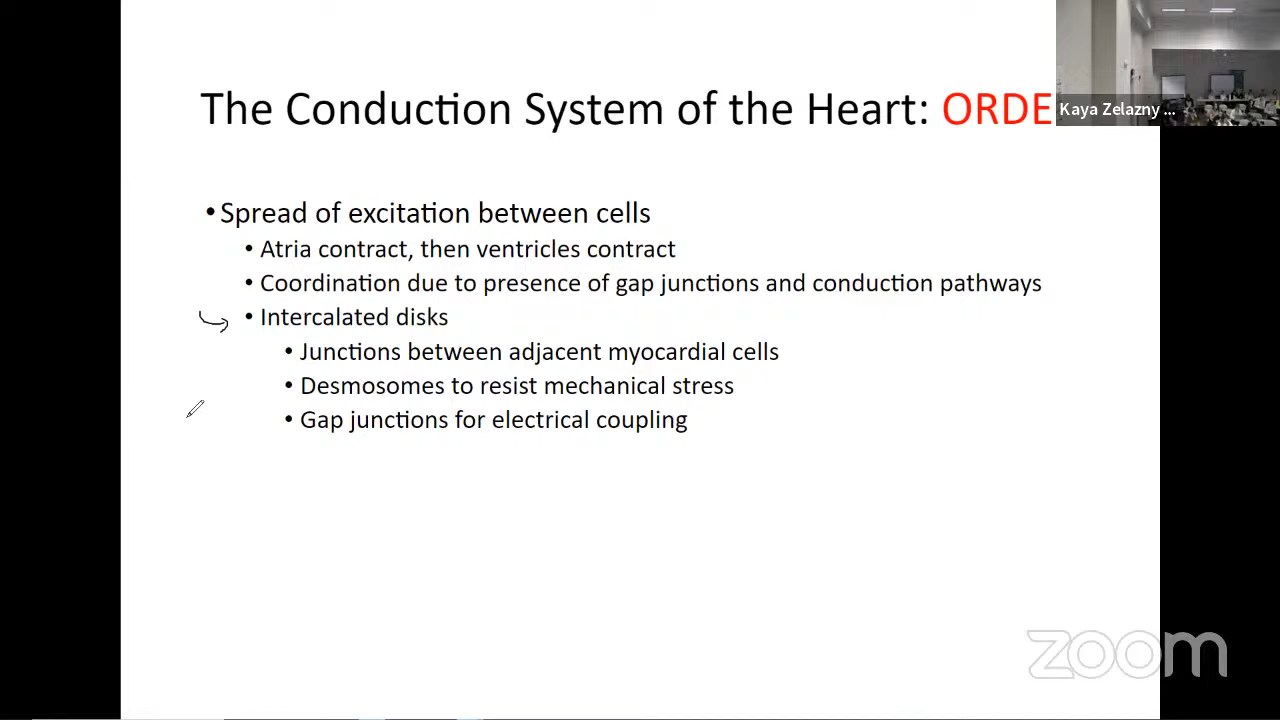 The Conduction System of the Heart: ORDE
Kaya Zelazny ...
• Spread of excitation between cells
• Atria contract, then ventricles contract
• Coordination due to presence of gap junctions and conduction pathways
• Intercalated disks
• Junctions between adjacent myocardial cells
• Desmosomes to resist mechanical stress
• Gap junctions for electrical coupling
zoom